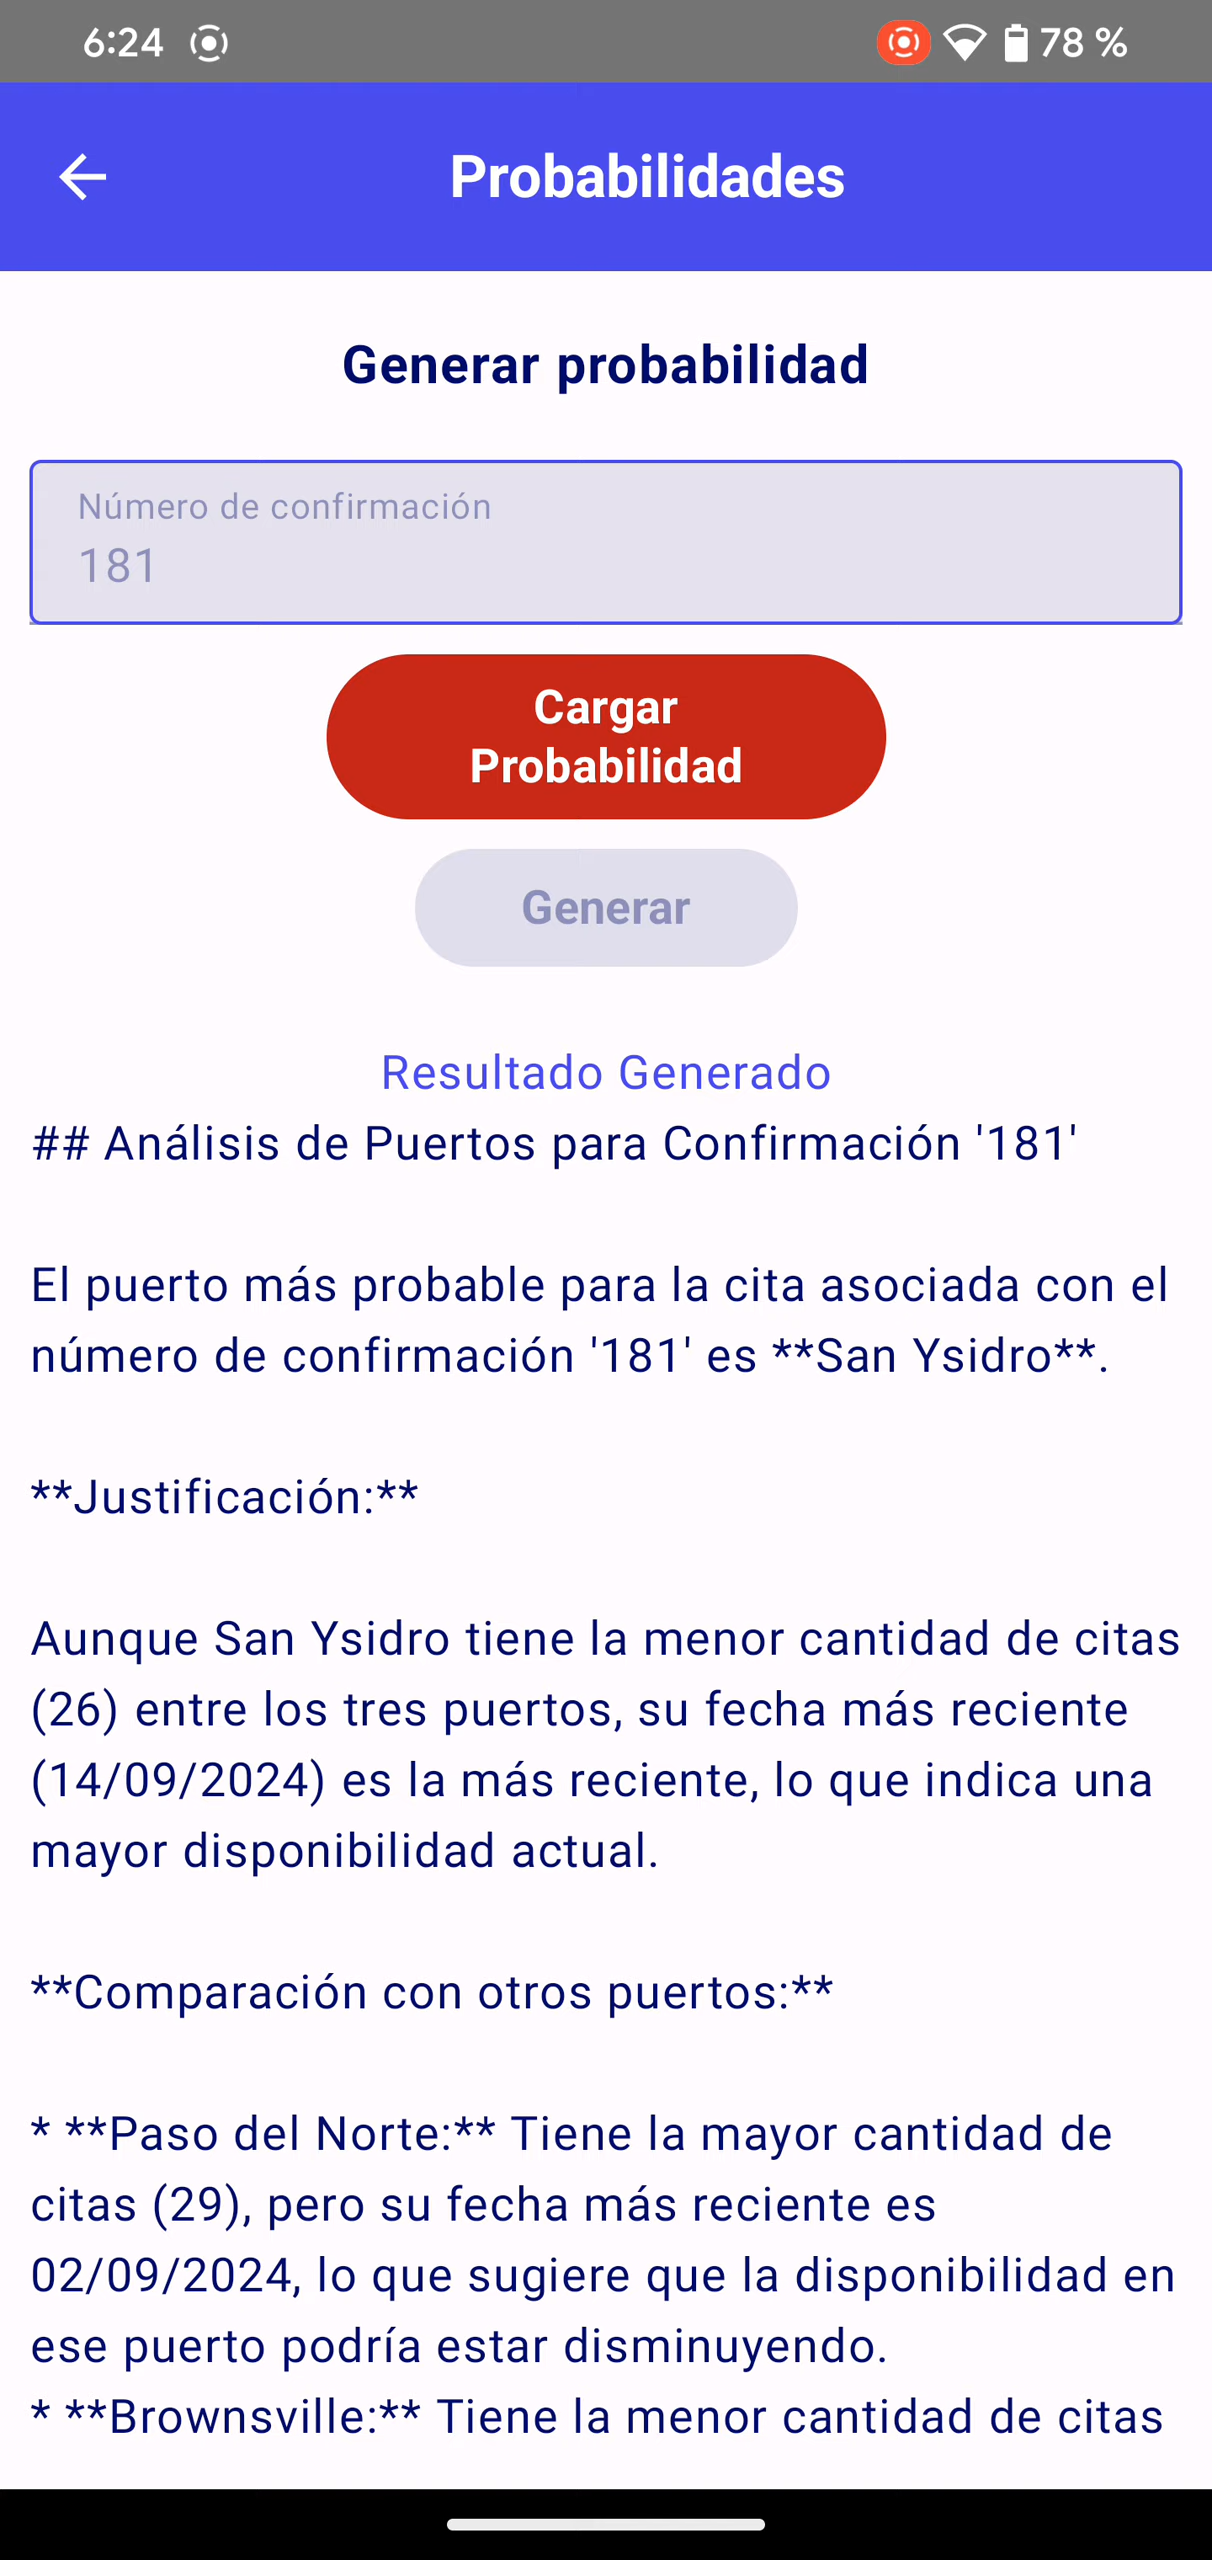 6:24
78 %
Probabilidades
Generar probabilidad
Número de confirmación
181
Cargar
Probabilidad
Generar
Resultado Generado
## Análisis de Puertos para Confirmación '181'
El puerto más probable para la cita asociada con el
número de confirmación '181' es **San Ysidro**.
**Justificación:**
Aunque San Ysidro tiene la menor cantidad de citas
(26) entre los tres puertos, su fecha más reciente
(14/09/2024) es la más reciente, lo que indica una
mayor disponibilidad actual.
**Comparación con otros puertos:**
* **Paso del Norte:** Tiene la mayor cantidad de
citas (29), pero su fecha más reciente es
02/09/2024, lo que sugiere que la disponibilidad en
ese puerto podría estar disminuyendo.
* **Brownsville:** Tiene la menor cantidad de citas